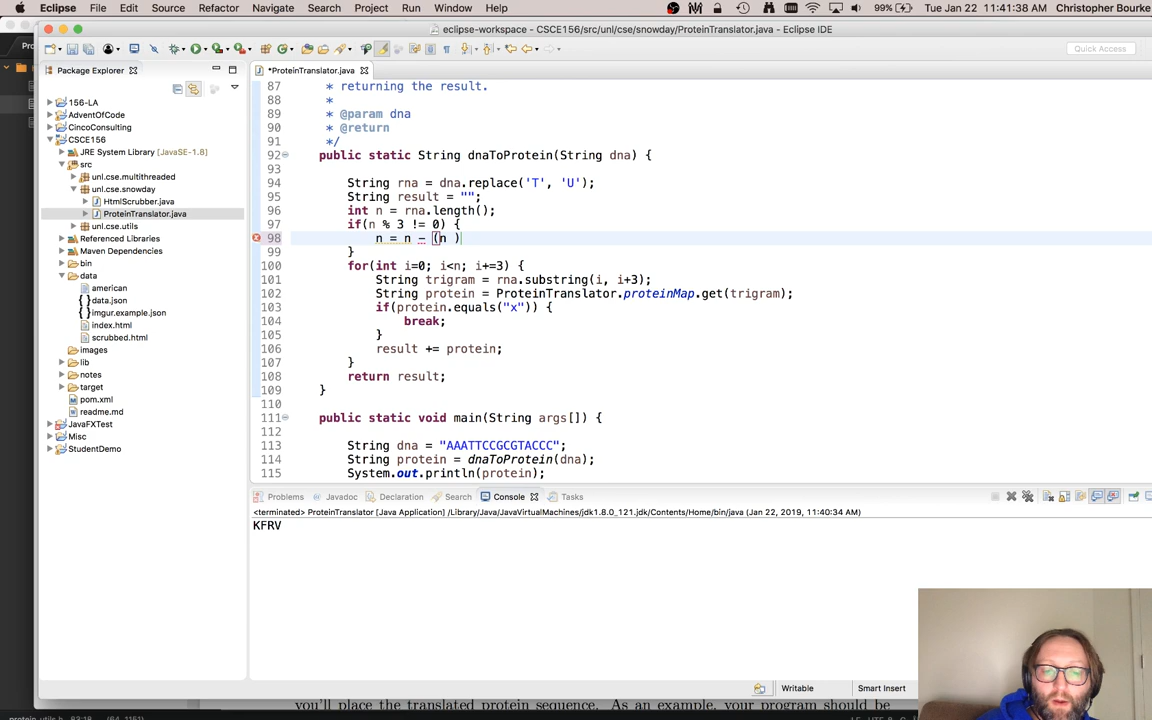 Eclipse File Edit Source Refactor Navigate Search Project Run Window Help 99% Tue Jan 22 11:41:38 AM Christopher Bourke
eclipse-workspace - CSCE156/src/unl/cse/snowday/ProteinTranslator.java - Eclipse IDE
Quick Access
Package Explorer
*ProteinTranslator.java
156-LA
AdventOfCode
CincoConsulting
CSCE156
JRE System Library [JavaSE-1.8]
src
unl.cse.multithreaded
unl.cse.snowday
HtmlScrubber.java
ProteinTranslator.java
unl.cse.utils
Referenced Libraries
Maven Dependencies
bin
data
american
data.json
imgur.example.json
index.html
scrubbed.html
images
lib
notes
target
pom.xml
readme.md
JavaFXTest
Misc
StudentDemo
87 * returning the result.
88 *
89 * @param dna
90 * @return
91 */
92 public static String dnaToProtein(String dna) {
93
94 String rna = dna.replace('T', 'U');
95 String result = "";
96 int n = rna.length();
97 if(n % 3 != 0) {
98 n = n - (n )
99 }
100 for(int i=0; i<n; i+=3) {
101 String trigram = rna.substring(i, i+3);
102 String protein = ProteinTranslator.proteinMap.get(trigram);
103 if(protein.equals("x")) {
104 break;
105 }
106 result += protein;
107 }
108 return result;
109 }
110
111 public static void main(String args[]) {
112
113 String dna = "AAATTCCGCGTACCC";
114 String protein = dnaToProtein(dna);
115 System.out.println(protein);
Problems Javadoc Declaration Search Console Tasks
<terminated> ProteinTranslator [Java Application] /Library/Java/JavaVirtualMachines/jdk1.8.0_121.jdk/Contents/Home/bin/java (Jan 22, 2019, 11:40:34 AM)
KFRV
Writable Smart Insert
you'll place the translated protein sequence. As an example, your program should be